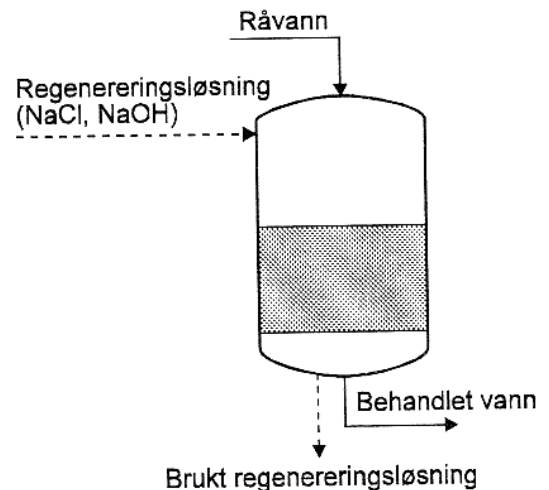 Råvann
Regenereringsløsning
(NaCl, NaOH)
Behandlet vann
Brukt regenereringsløsning